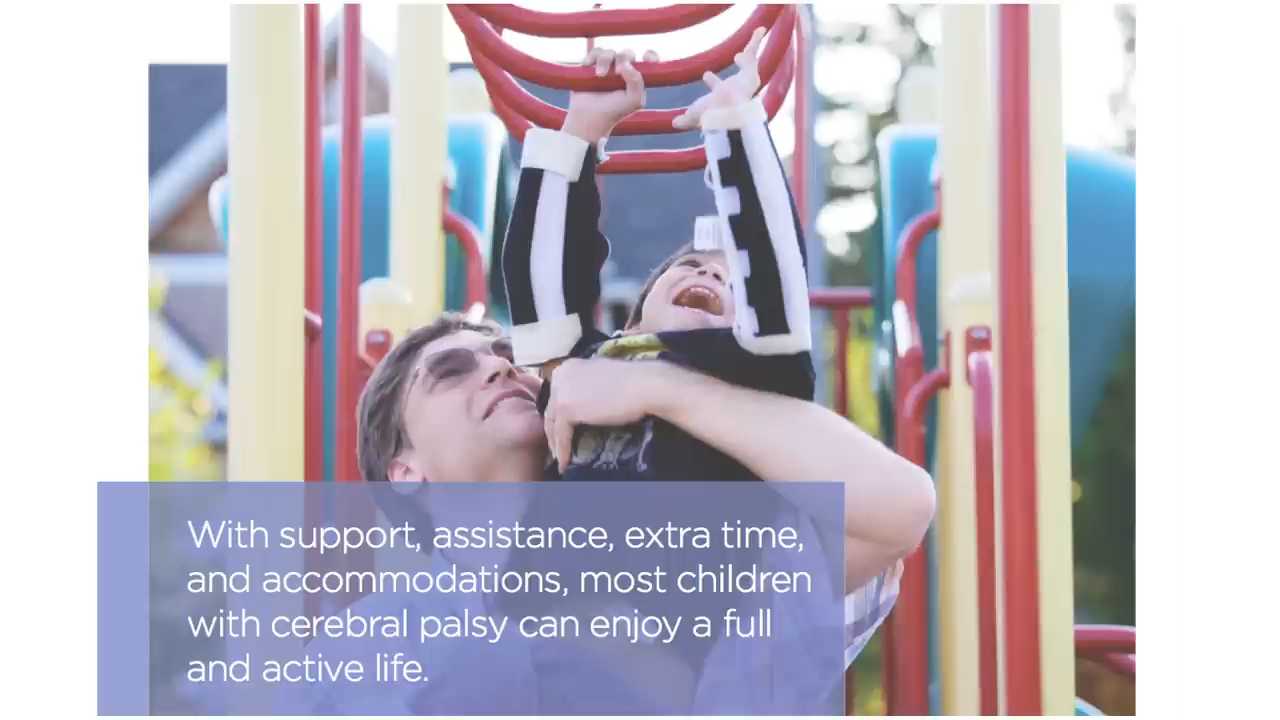 With support, assistance, extra time,
and accommodations, most children
with cerebral palsy can enjoy a full
and active life.